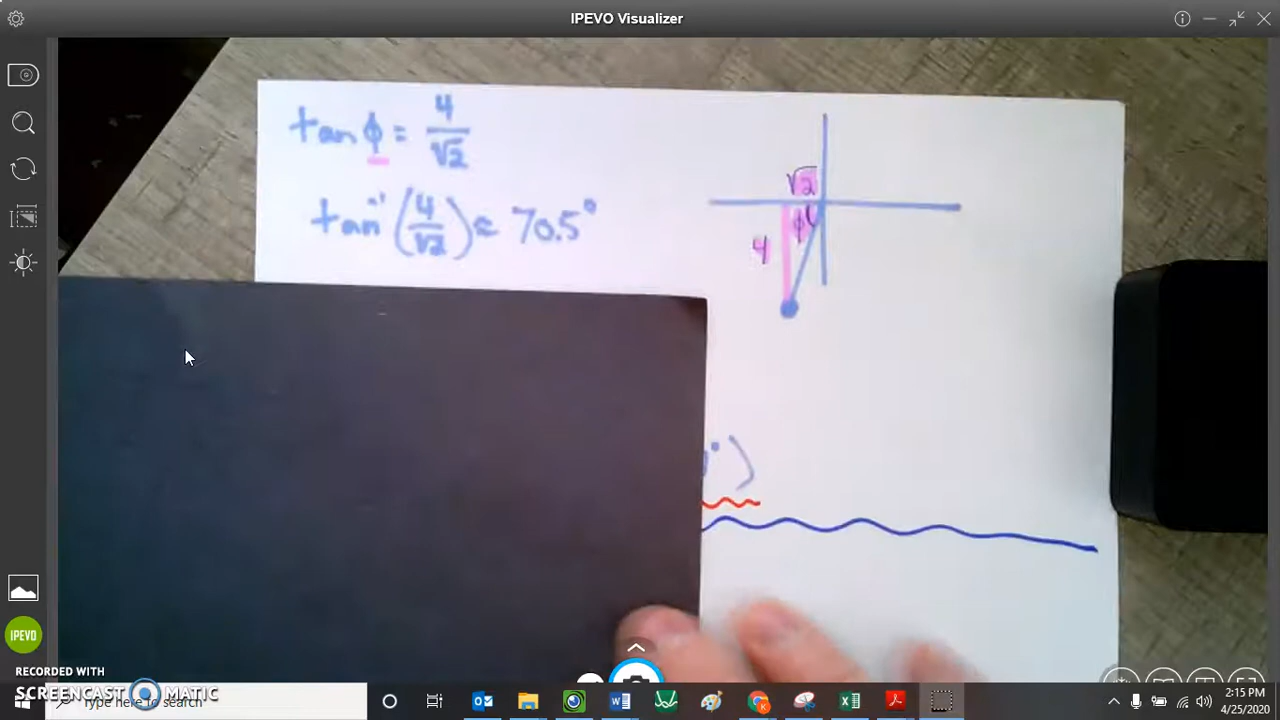 IPEVO Visualizer
tan φ = 4/√2
tan⁻¹(4/√2) ≈ 70.5°
√2
φ
4
°)
IPEVO
RECORDED WITH
SCREENCAST MATIC
Type here to search
2:15 PM
4/25/2020